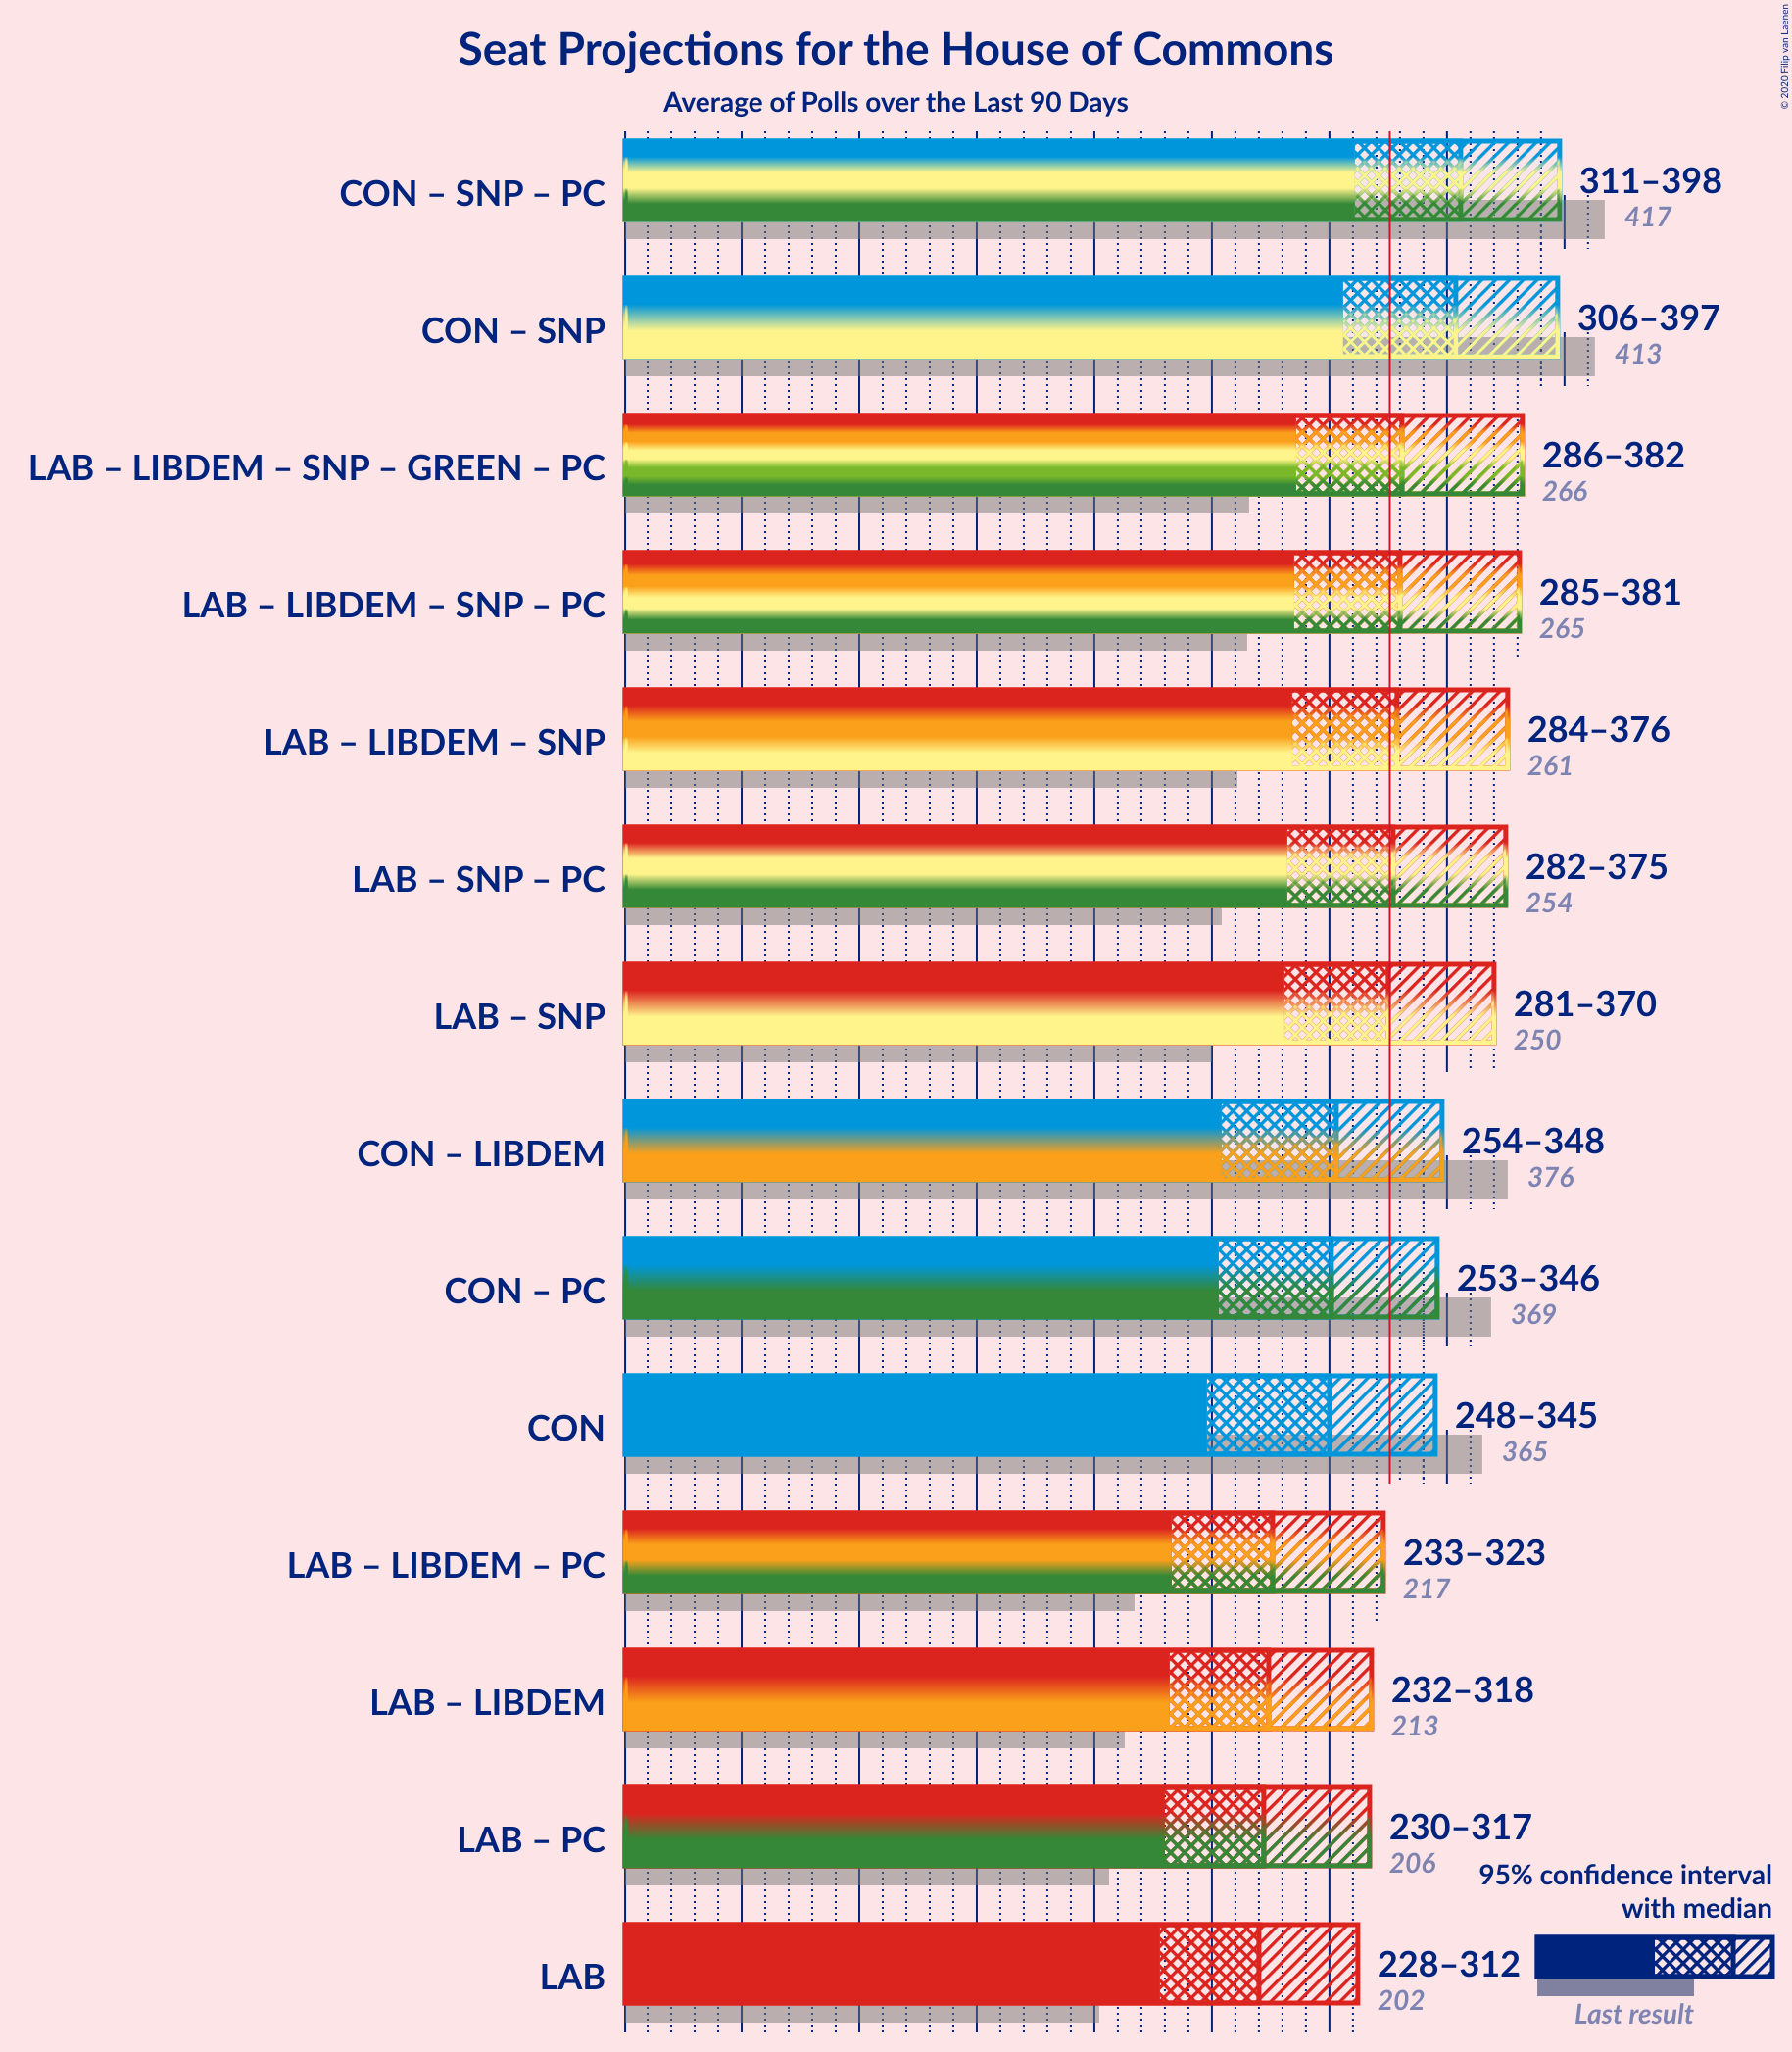 Seat Projections for the House of Commons
Average of Polls over the Last 90 Days
© 2020 Filip van Laenen
CON – SNP – PC
311–398
417
CON – SNP
306–397
413
LAB – LIBDEM – SNP – GREEN – PC
286–382
266
LAB – LIBDEM – SNP – PC
285–381
265
LAB – LIBDEM – SNP
284–376
261
LAB – SNP – PC
282–375
254
LAB – SNP
281–370
250
CON – LIBDEM
254–348
376
CON – PC
253–346
369
CON
248–345
365
LAB – LIBDEM – PC
233–323
217
LAB – LIBDEM
232–318
213
LAB – PC
230–317
206
LAB
228–312
202
95% confidence interval
with median
Last result